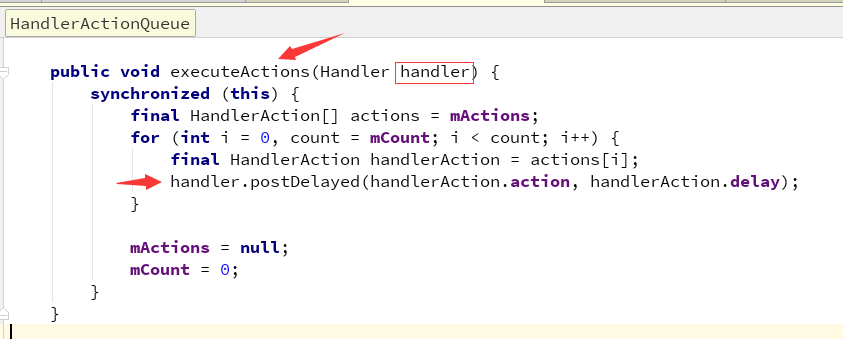 HandlerActionQueue
public void executeActions(Handler handler) {
synchronized (this) {
final HandlerAction[] actions = mActions;
for (int i = 0, count = mCount; i < count; i++) {
final HandlerAction handlerAction = actions[i];
handler.postDelayed(handlerAction.action, handlerAction.delay);
}
mActions = null;
mCount = 0;
}
}